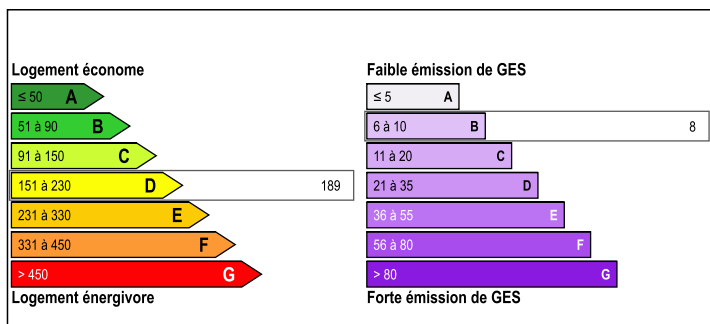 Logement économe
≤ 50 A
51 à 90 B
91 à 150 C
151 à 230 D 189
231 à 330 E
331 à 450 F
> 450 G
Logement énergivore
Faible émission de GES
≤ 5 A
6 à 10 B 8
11 à 20 C
21 à 35 D
36 à 55 E
56 à 80 F
> 80 G
Forte émission de GES